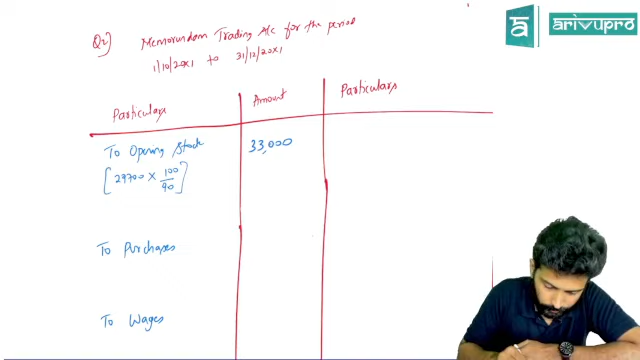 arivupro
Q2) Memorandum Trading A/c for the period
1/10/20X1 to 31/12/20X1
Particulars Amount Particulars
To Opening Stock 33,000
[29700 × 100/90]
To Purchases
To Wages